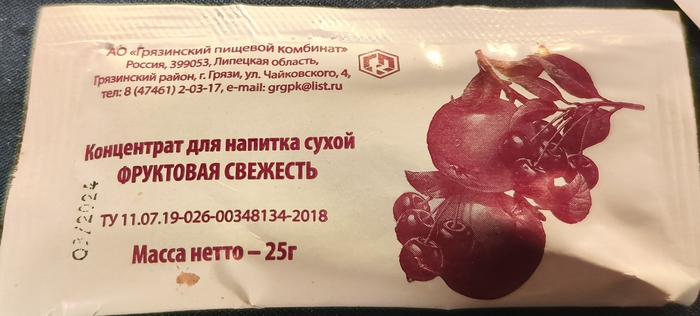 АО «Грязинский пищевой комбинат»
Россия, 399053, Липецкая область,
Грязинский район, г. Грязи, ул. Чайковского, 4,
тел: 8 (47461) 2-03-17, e-mail: grgpk@list.ru
Концентрат для напитка сухой
ФРУКТОВАЯ СВЕЖЕСТЬ
ТУ 11.07.19-026-00348134-2018
Масса нетто – 25г